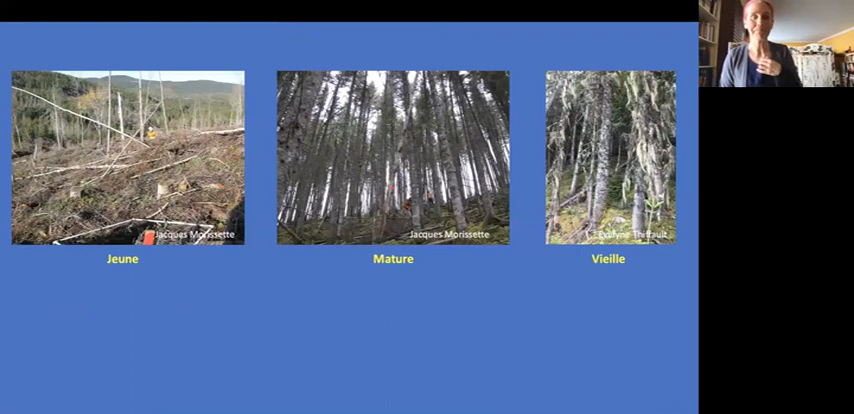 Jacques Morissette
Jacques Morissette
Evelyne Thiffault
Jeune
Mature
Vieille